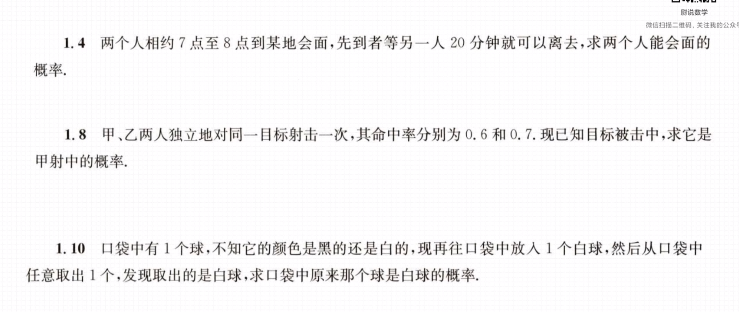 剧说数学
微信扫描二维码，关注我的公众号
1.4 两个人相约 7 点至 8 点到某地会面,先到者等另一人 20 分钟就可以离去,求两个人能会面的
概率.
1.8 甲、乙两人独立地对同一目标射击一次,其命中率分别为 0.6 和 0.7. 现已知目标被击中,求它是
甲射中的概率.
1.10 口袋中有 1 个球,不知它的颜色是黑的还是白的,现再往口袋中放入 1 个白球,然后从口袋中
任意取出 1 个,发现取出的是白球,求口袋中原来那个球是白球的概率.